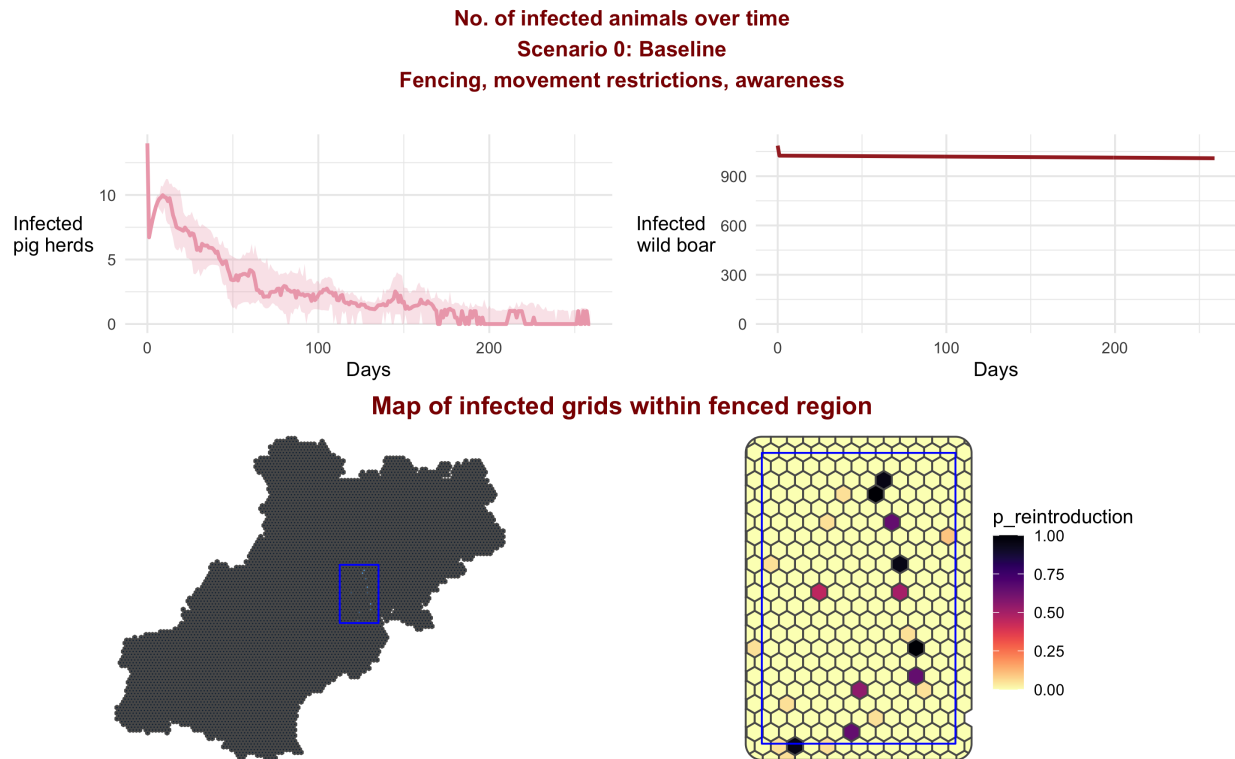 No. of infected animals over time
Scenario 0: Baseline
Fencing, movement restrictions, awareness
10
5
0
Infected
pig herds
0 100 200
Days
900
600
300
0
Infected
wild boar
0 100 200
Days
Map of infected grids within fenced region
p_reintroduction
1.00
0.75
0.50
0.25
0.00